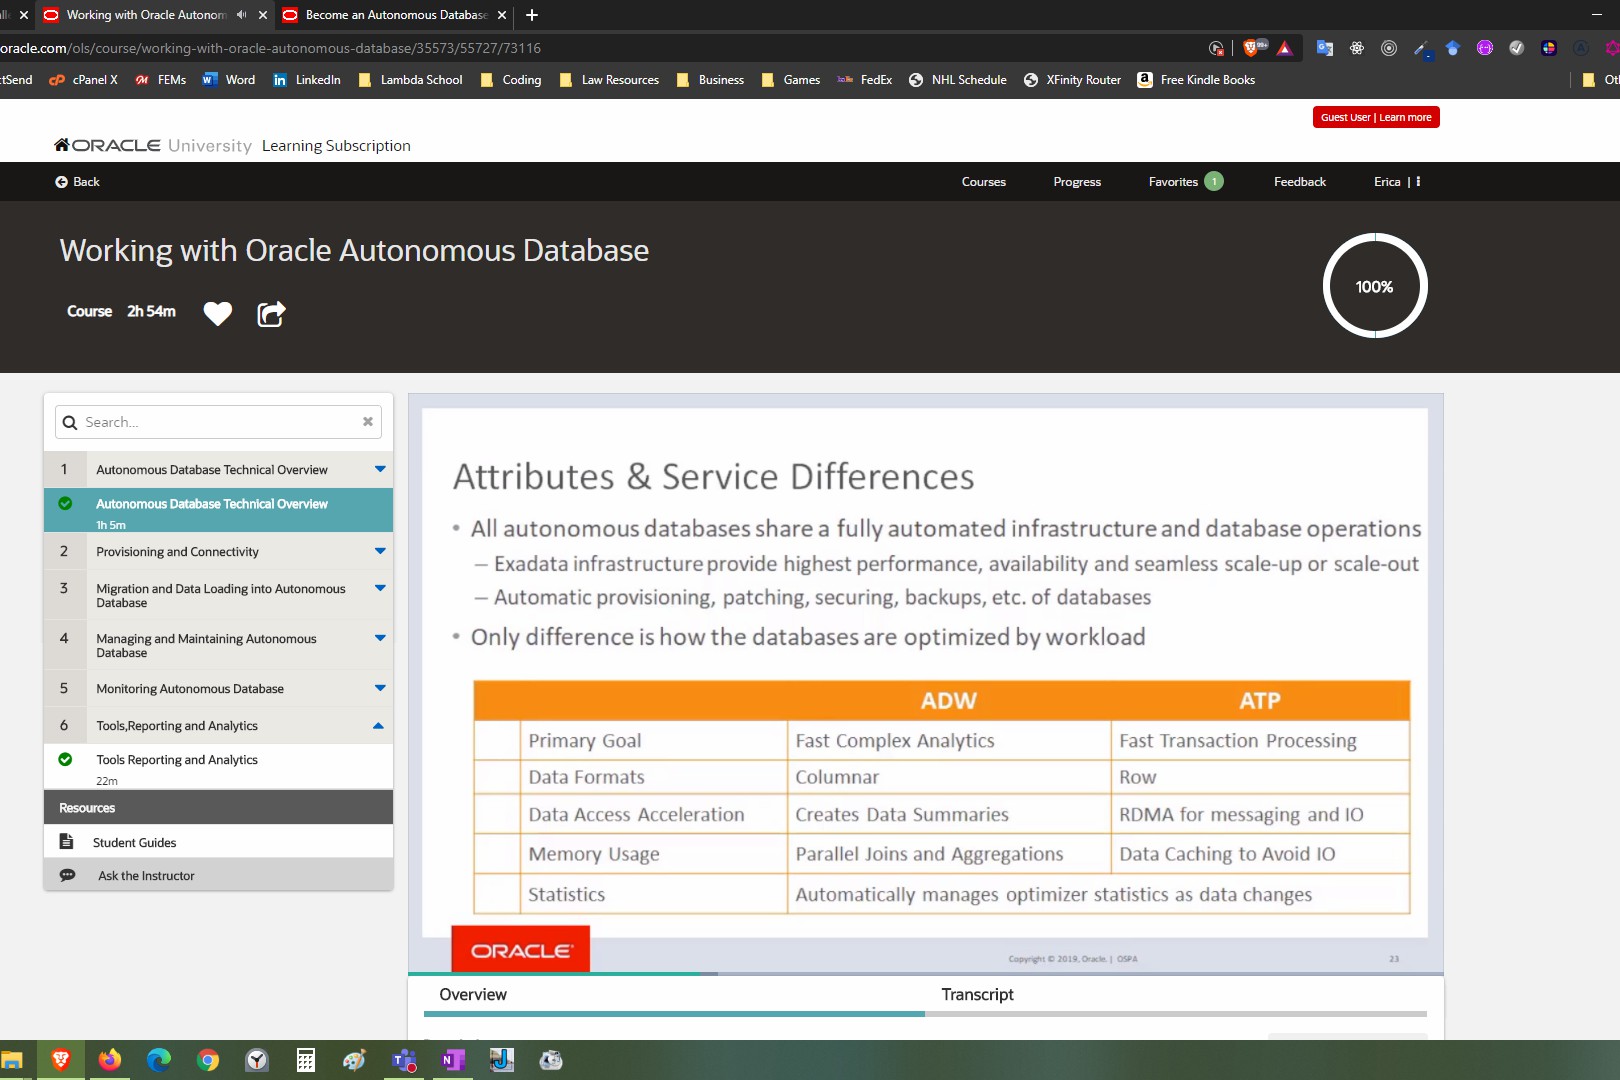 Working with Oracle Autonom
Become an Autonomous Database
oracle.com/ols/course/working-with-oracle-autonomous-database/35573/55727/73116
99+
ctSend
cPanel X
FEMs
Word
LinkedIn
Lambda School
Coding
Law Resources
Business
Games
FedEx
NHL Schedule
XFinity Router
Free Kindle Books
Guest User | Learn more
ORACLE University Learning Subscription
Back
Courses
Progress
Favorites 1
Feedback
Erica |
Working with Oracle Autonomous Database
Course 2h 54m
100%
Search...
1 Autonomous Database Technical Overview
Autonomous Database Technical Overview
1h 5m
2 Provisioning and Connectivity
3 Migration and Data Loading into Autonomous
Database
4 Managing and Maintaining Autonomous
Database
5 Monitoring Autonomous Database
6 Tools,Reporting and Analytics
Tools Reporting and Analytics
22m
Resources
Student Guides
Ask the Instructor
Attributes & Service Differences
• All autonomous databases share a fully automated infrastructure and database operations
– Exadata infrastructure provide highest performance, availability and seamless scale-up or scale-out
– Automatic provisioning, patching, securing, backups, etc. of databases
• Only difference is how the databases are optimized by workload
ADW ATP
Primary Goal Fast Complex Analytics Fast Transaction Processing
Data Formats Columnar Row
Data Access Acceleration Creates Data Summaries RDMA for messaging and IO
Memory Usage Parallel Joins and Aggregations Data Caching to Avoid IO
Statistics Automatically manages optimizer statistics as data changes
ORACLE
Copyright © 2019, Oracle. | OSPA
23
Overview
Transcript